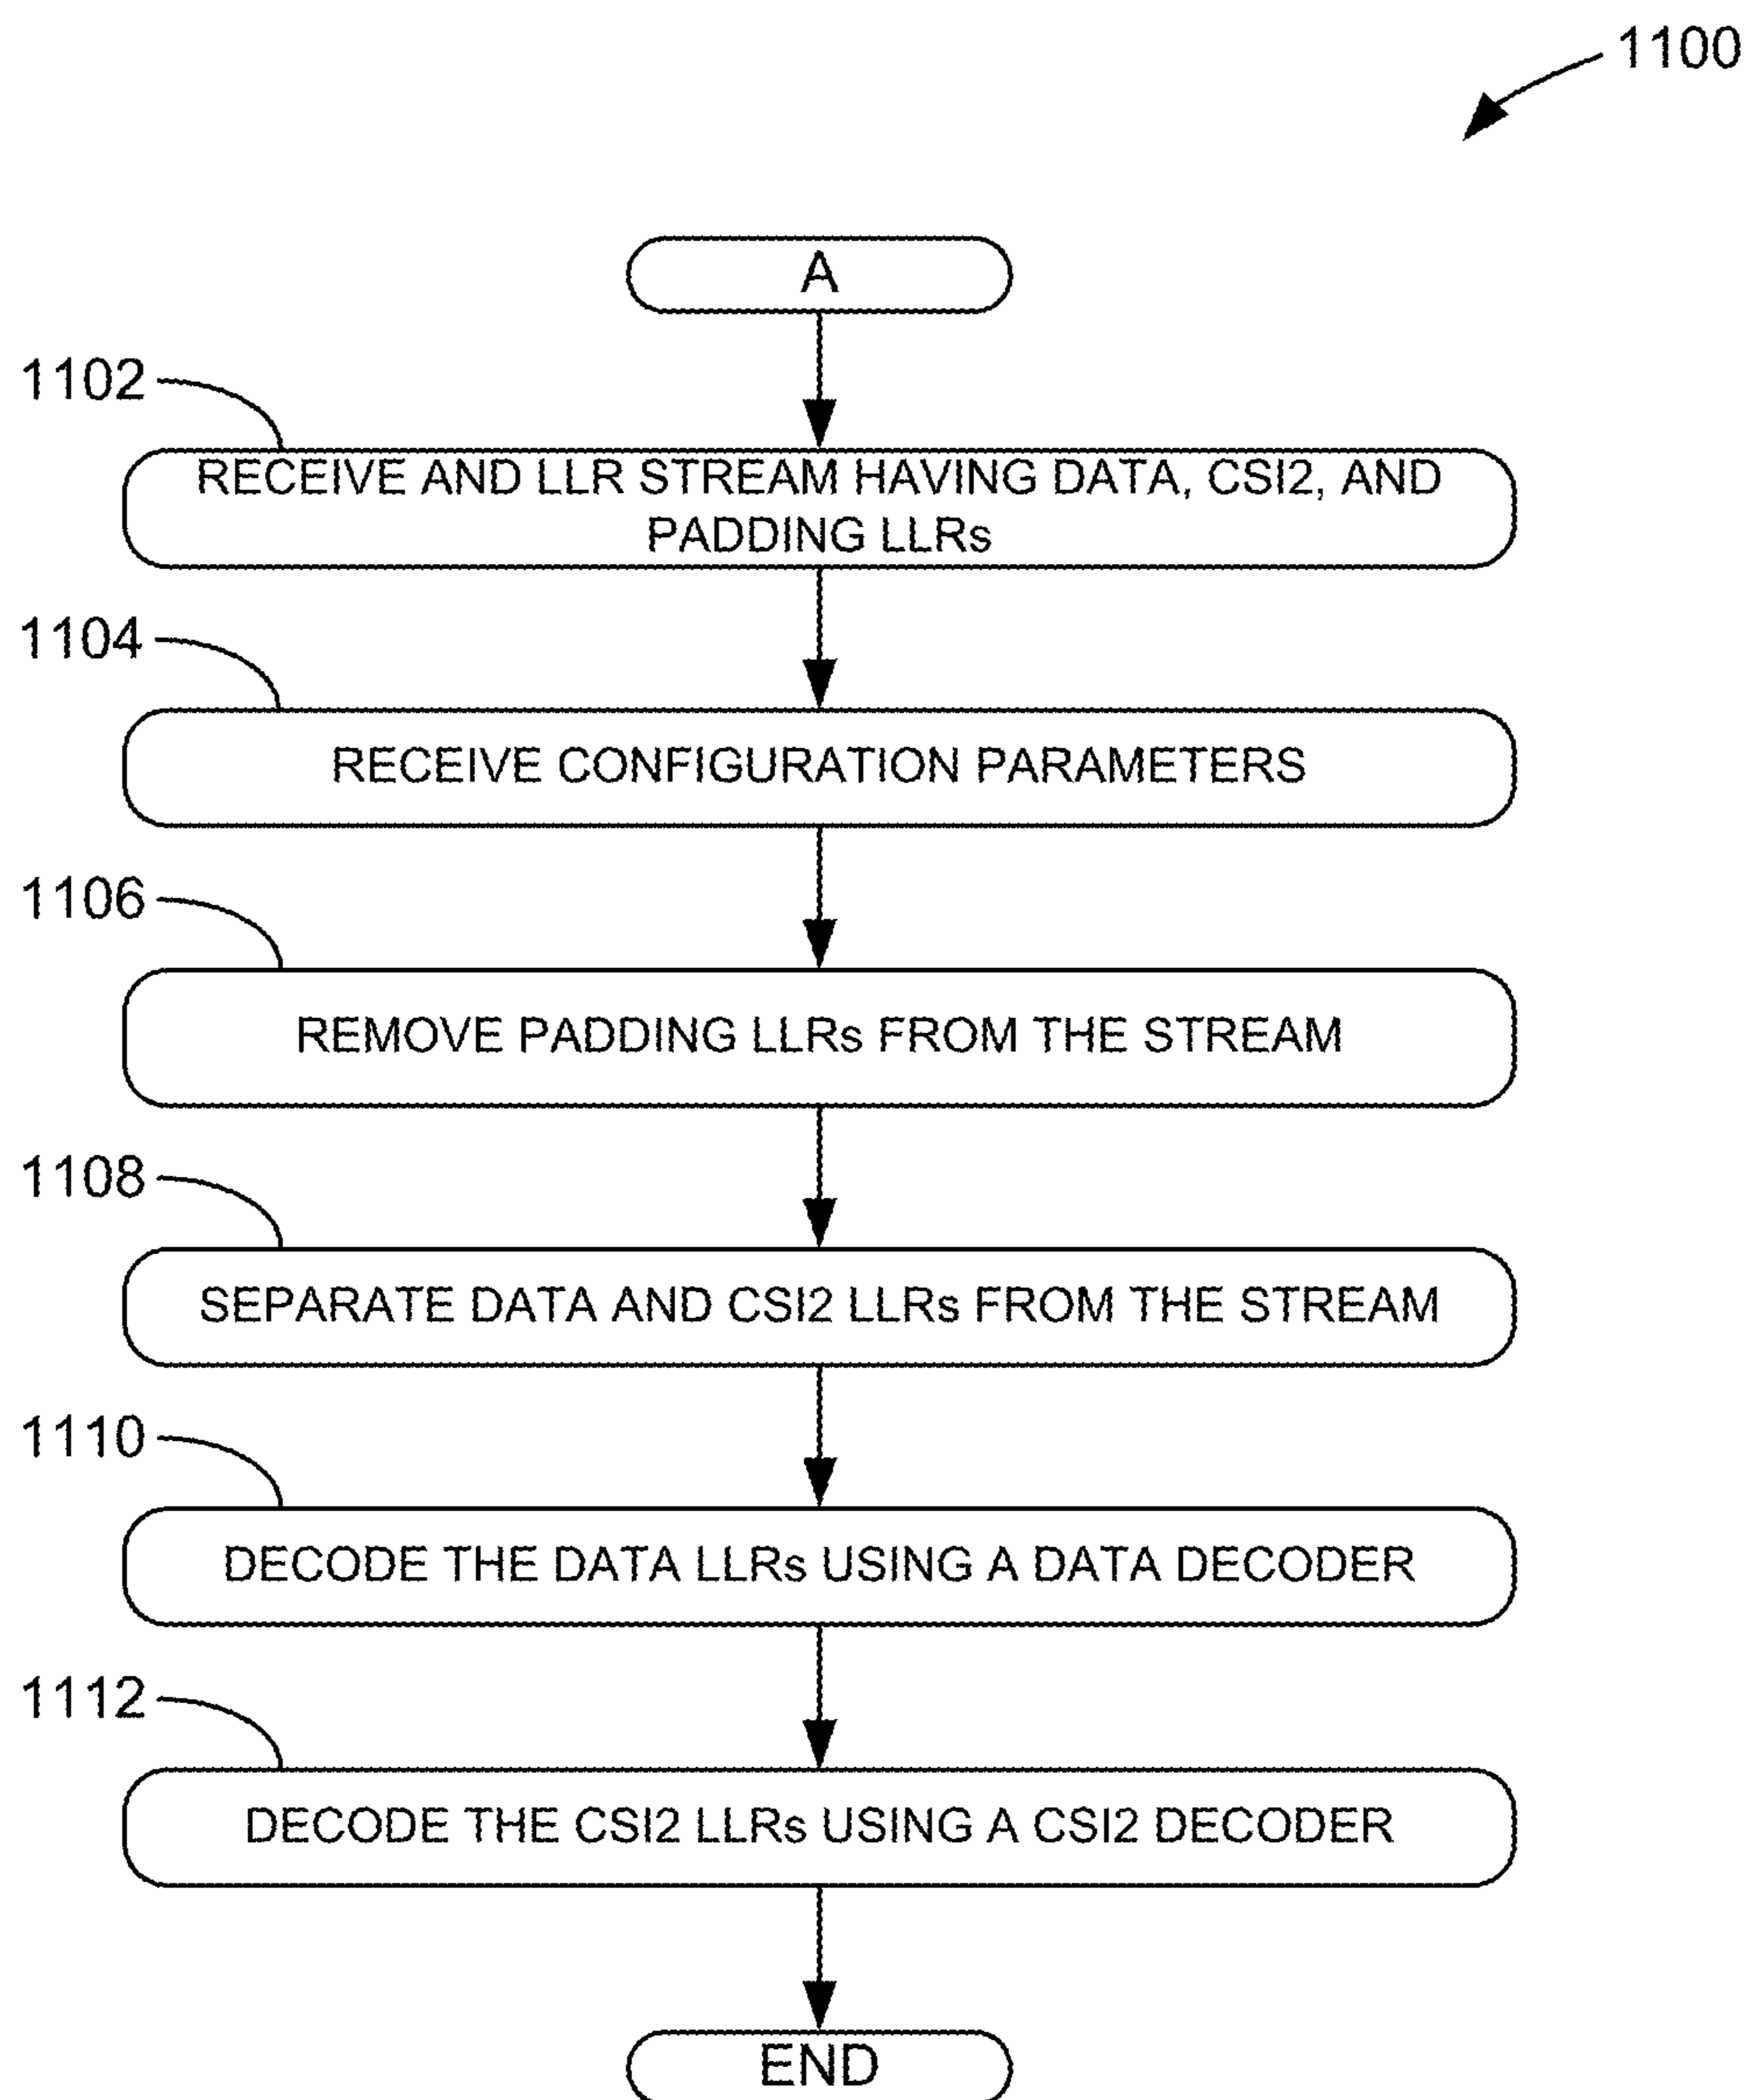 1100
A
1102
RECEIVE AND LLR STREAM HAVING DATA, CSI2, AND
PADDING LLRs
1104
RECEIVE CONFIGURATION PARAMETERS
1106
REMOVE PADDING LLRs FROM THE STREAM
1108
SEPARATE DATA AND CSI2 LLRs FROM THE STREAM
1110
DECODE THE DATA LLRs USING A DATA DECODER
1112
DECODE THE CSI2 LLRs USING A CSI2 DECODER
END